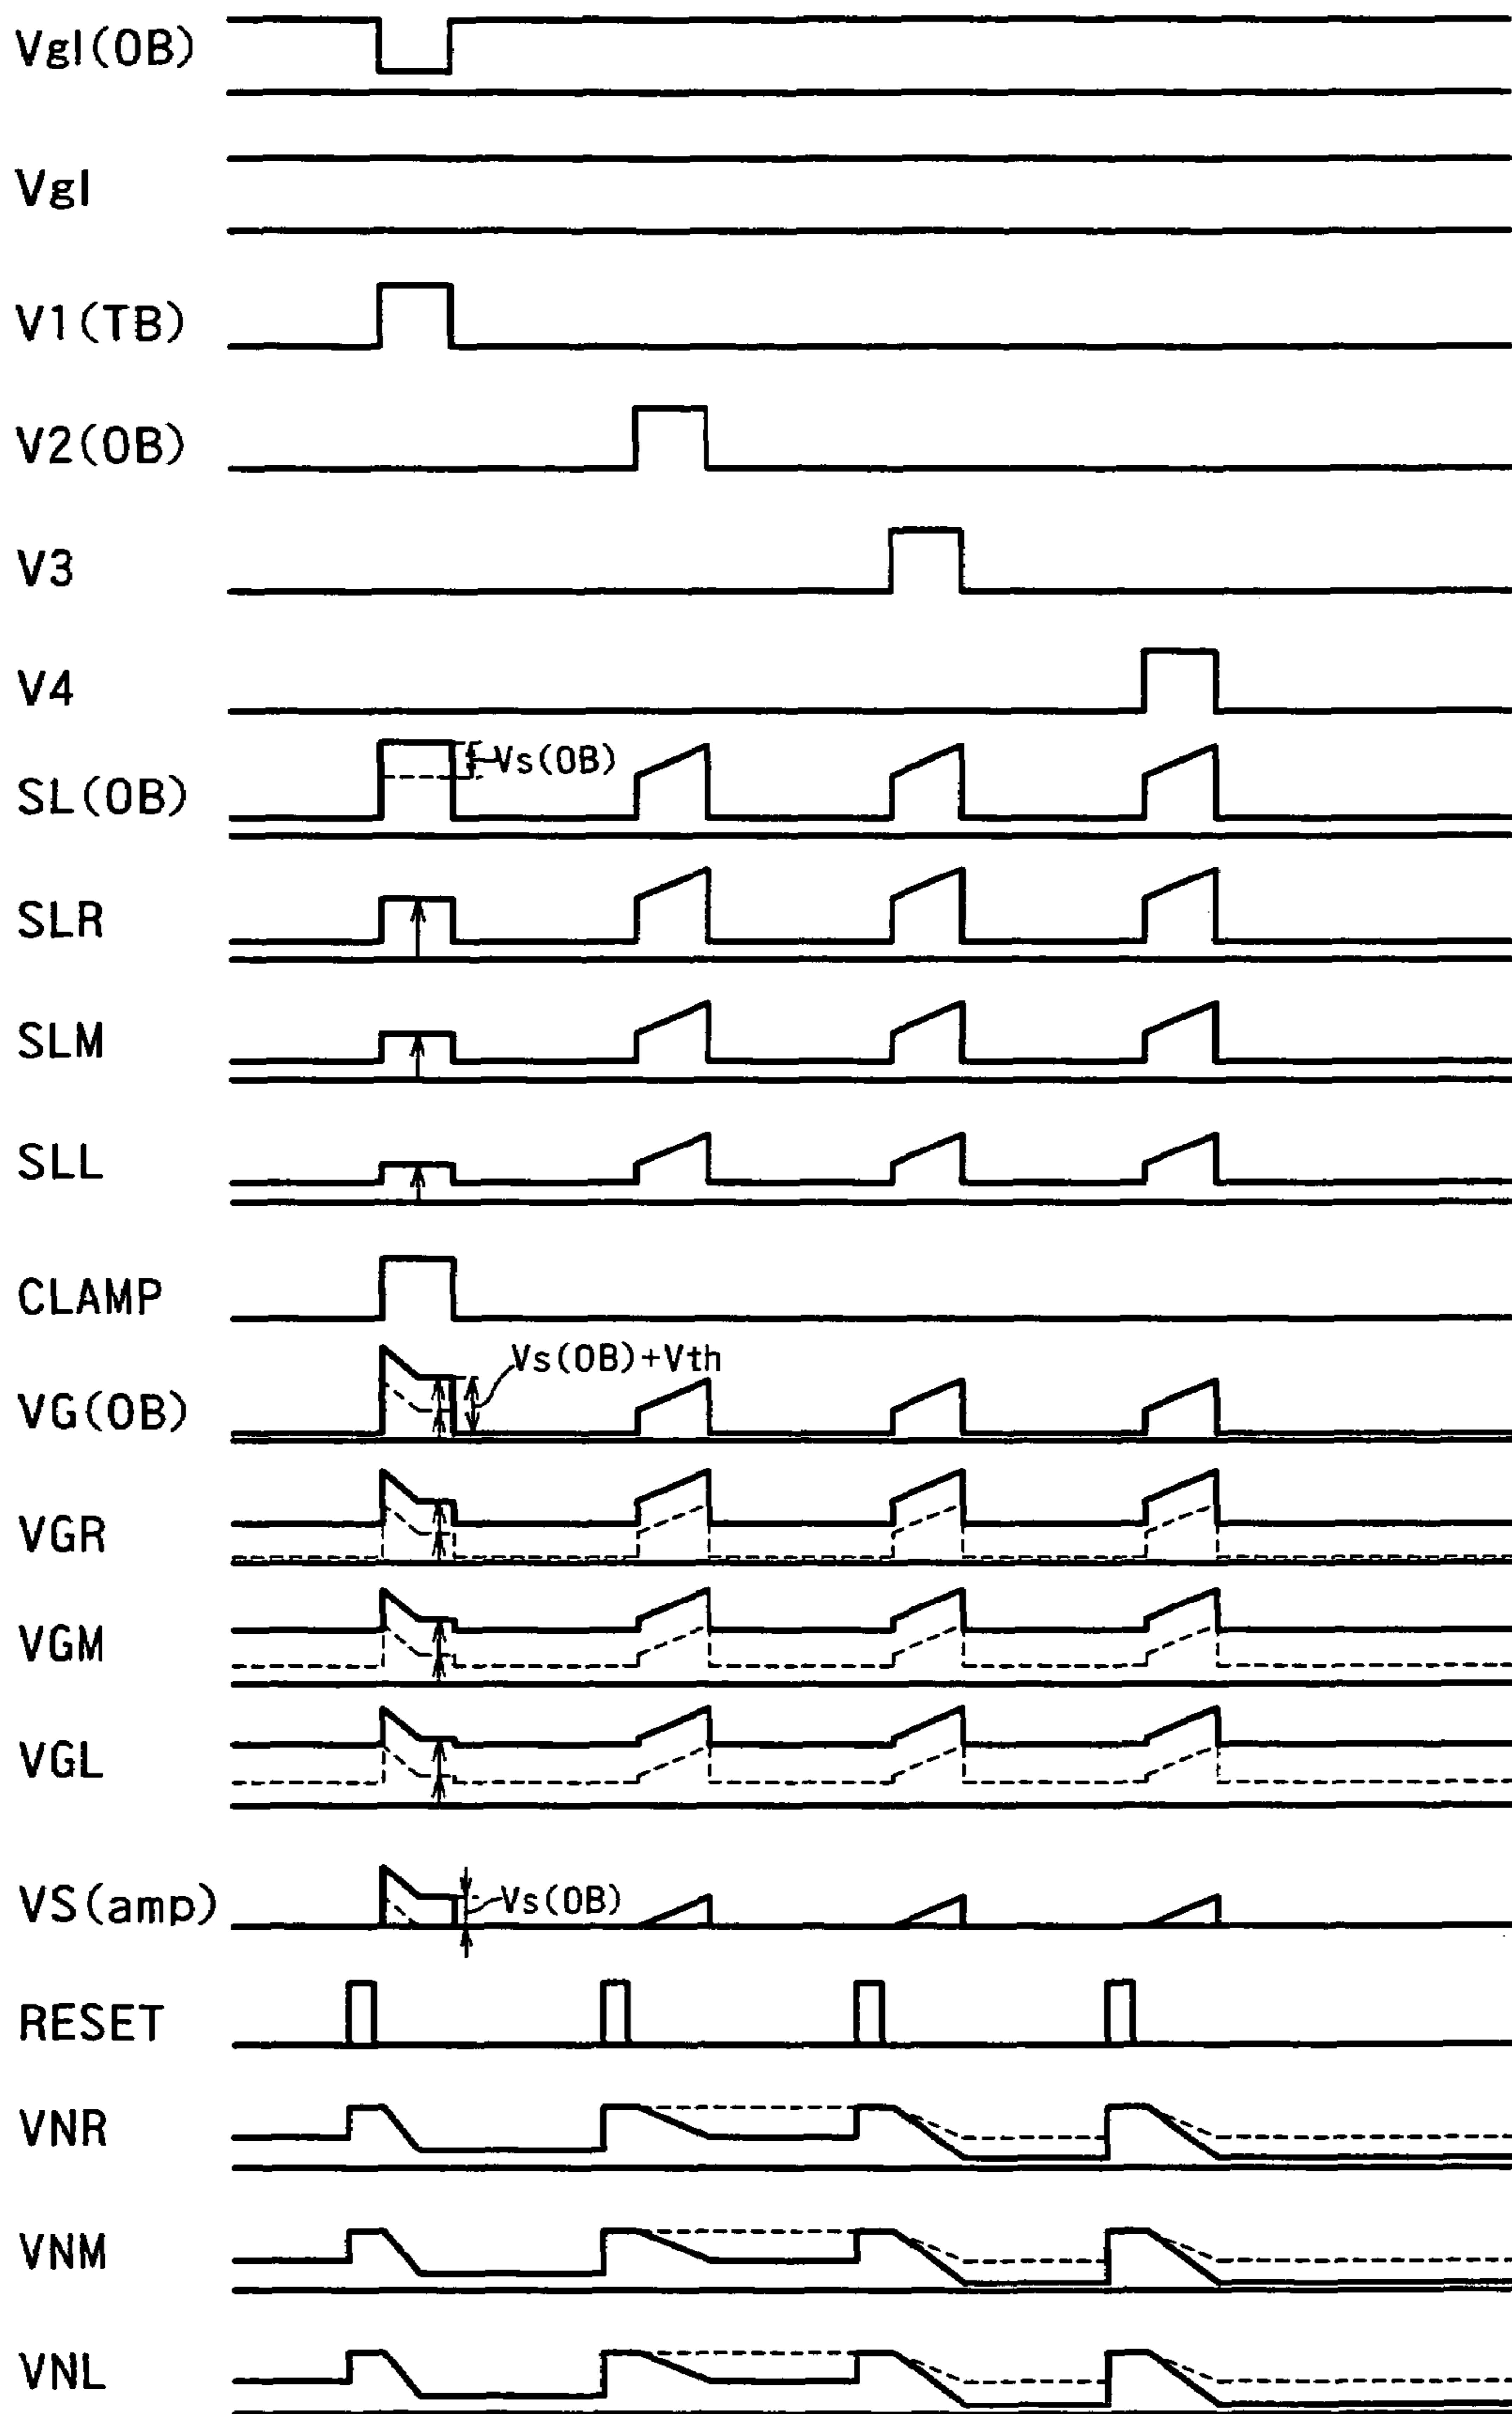 Vgl(OB)
Vgl
V1(TB)
V2(OB)
V3
V4
Vs(OB)
SL(OB)
SLR
SLM
SLL
CLAMP
Vs(OB)+Vth
VG(OB)
VGR
VGM
VGL
VS(amp)
Vs(OB)
RESET
VNR
VNM
VNL